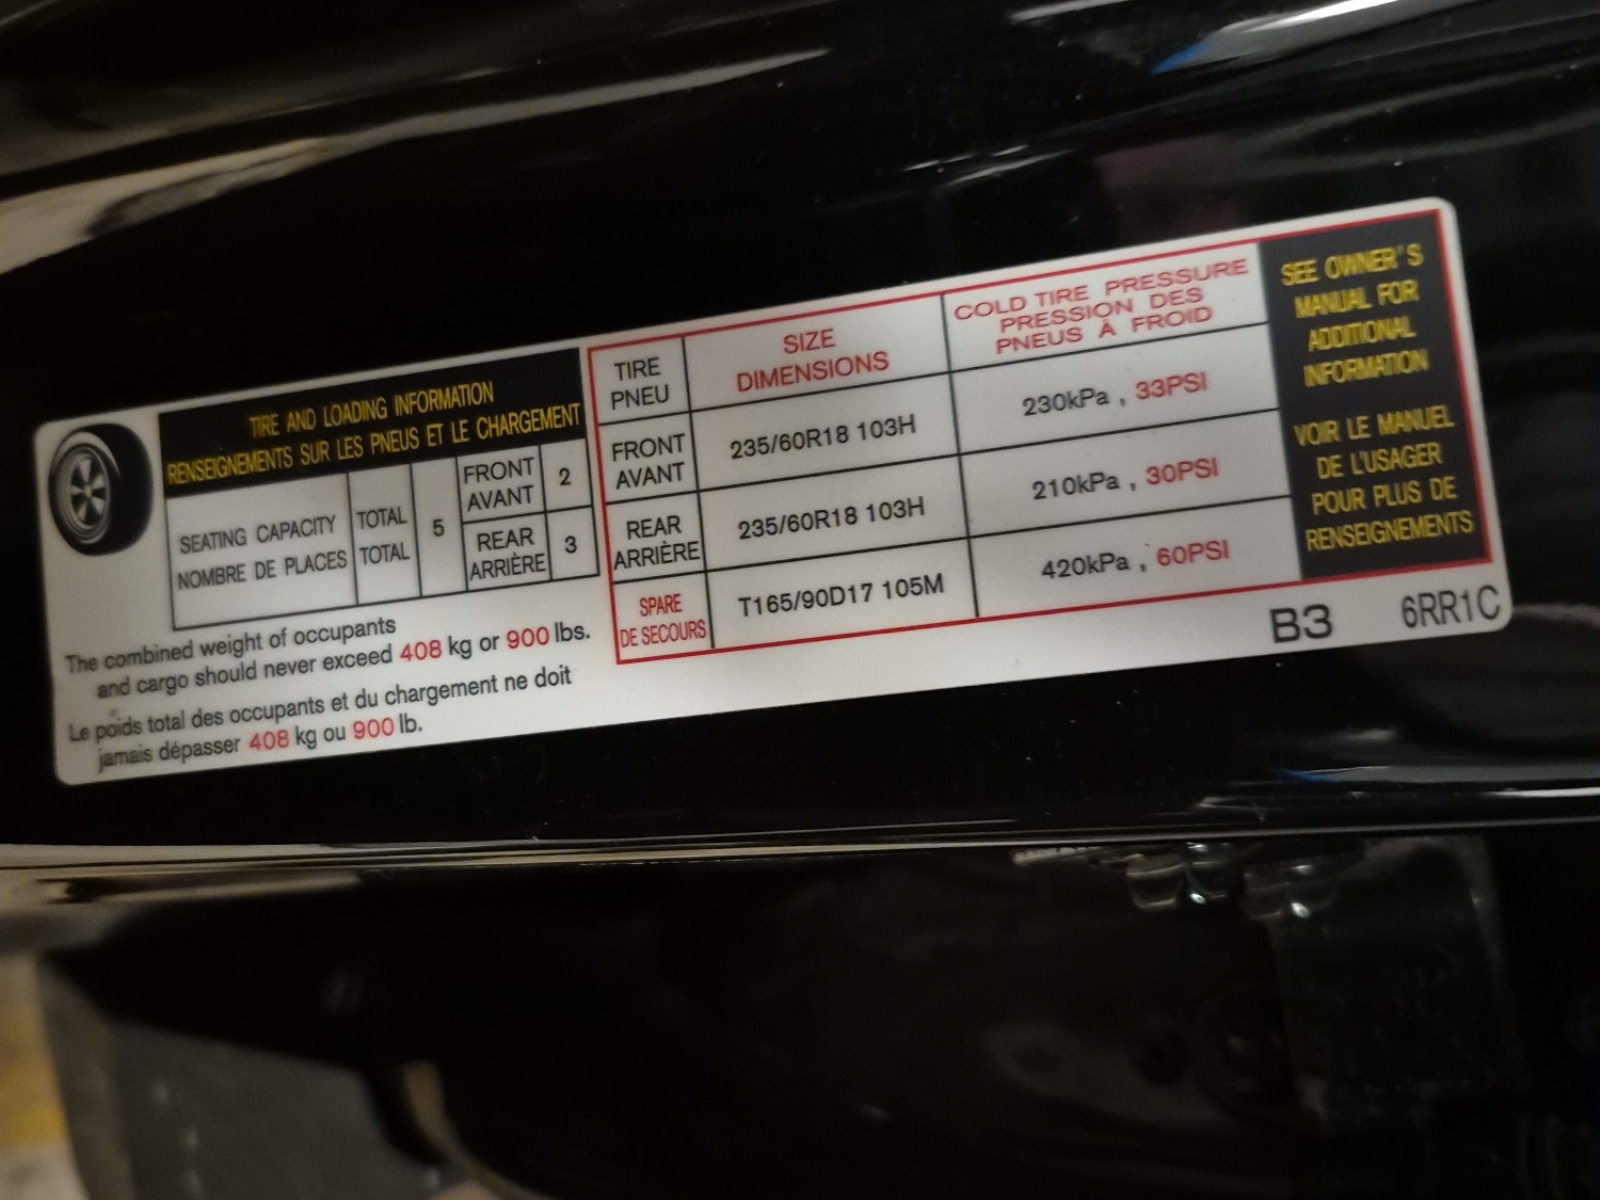 TIRE AND LOADING INFORMATION
RENSEIGNEMENTS SUR LES PNEUS ET LE CHARGEMENT
SEATING CAPACITY
NOMBRE DE PLACES
TOTAL
TOTAL
5
FRONT
AVANT
2
REAR
ARRIÈRE
3
The combined weight of occupants
and cargo should never exceed 408 kg or 900 lbs.
Le poids total des occupants et du chargement ne doit
jamais dépasser 408 kg ou 900 lb.
TIRE
PNEU
SIZE
DIMENSIONS
COLD TIRE PRESSURE
PRESSION DES
PNEUS À FROID
FRONT
AVANT
235/60R18 103H
230kPa , 33PSI
REAR
ARRIÈRE
235/60R18 103H
210kPa , 30PSI
SPARE
DE SECOURS
T165/90D17 105M
420kPa , 60PSI
SEE OWNER'S
MANUAL FOR
ADDITIONAL
INFORMATION
VOIR LE MANUEL
DE L'USAGER
POUR PLUS DE
RENSEIGNEMENTS
B3 6RR1C